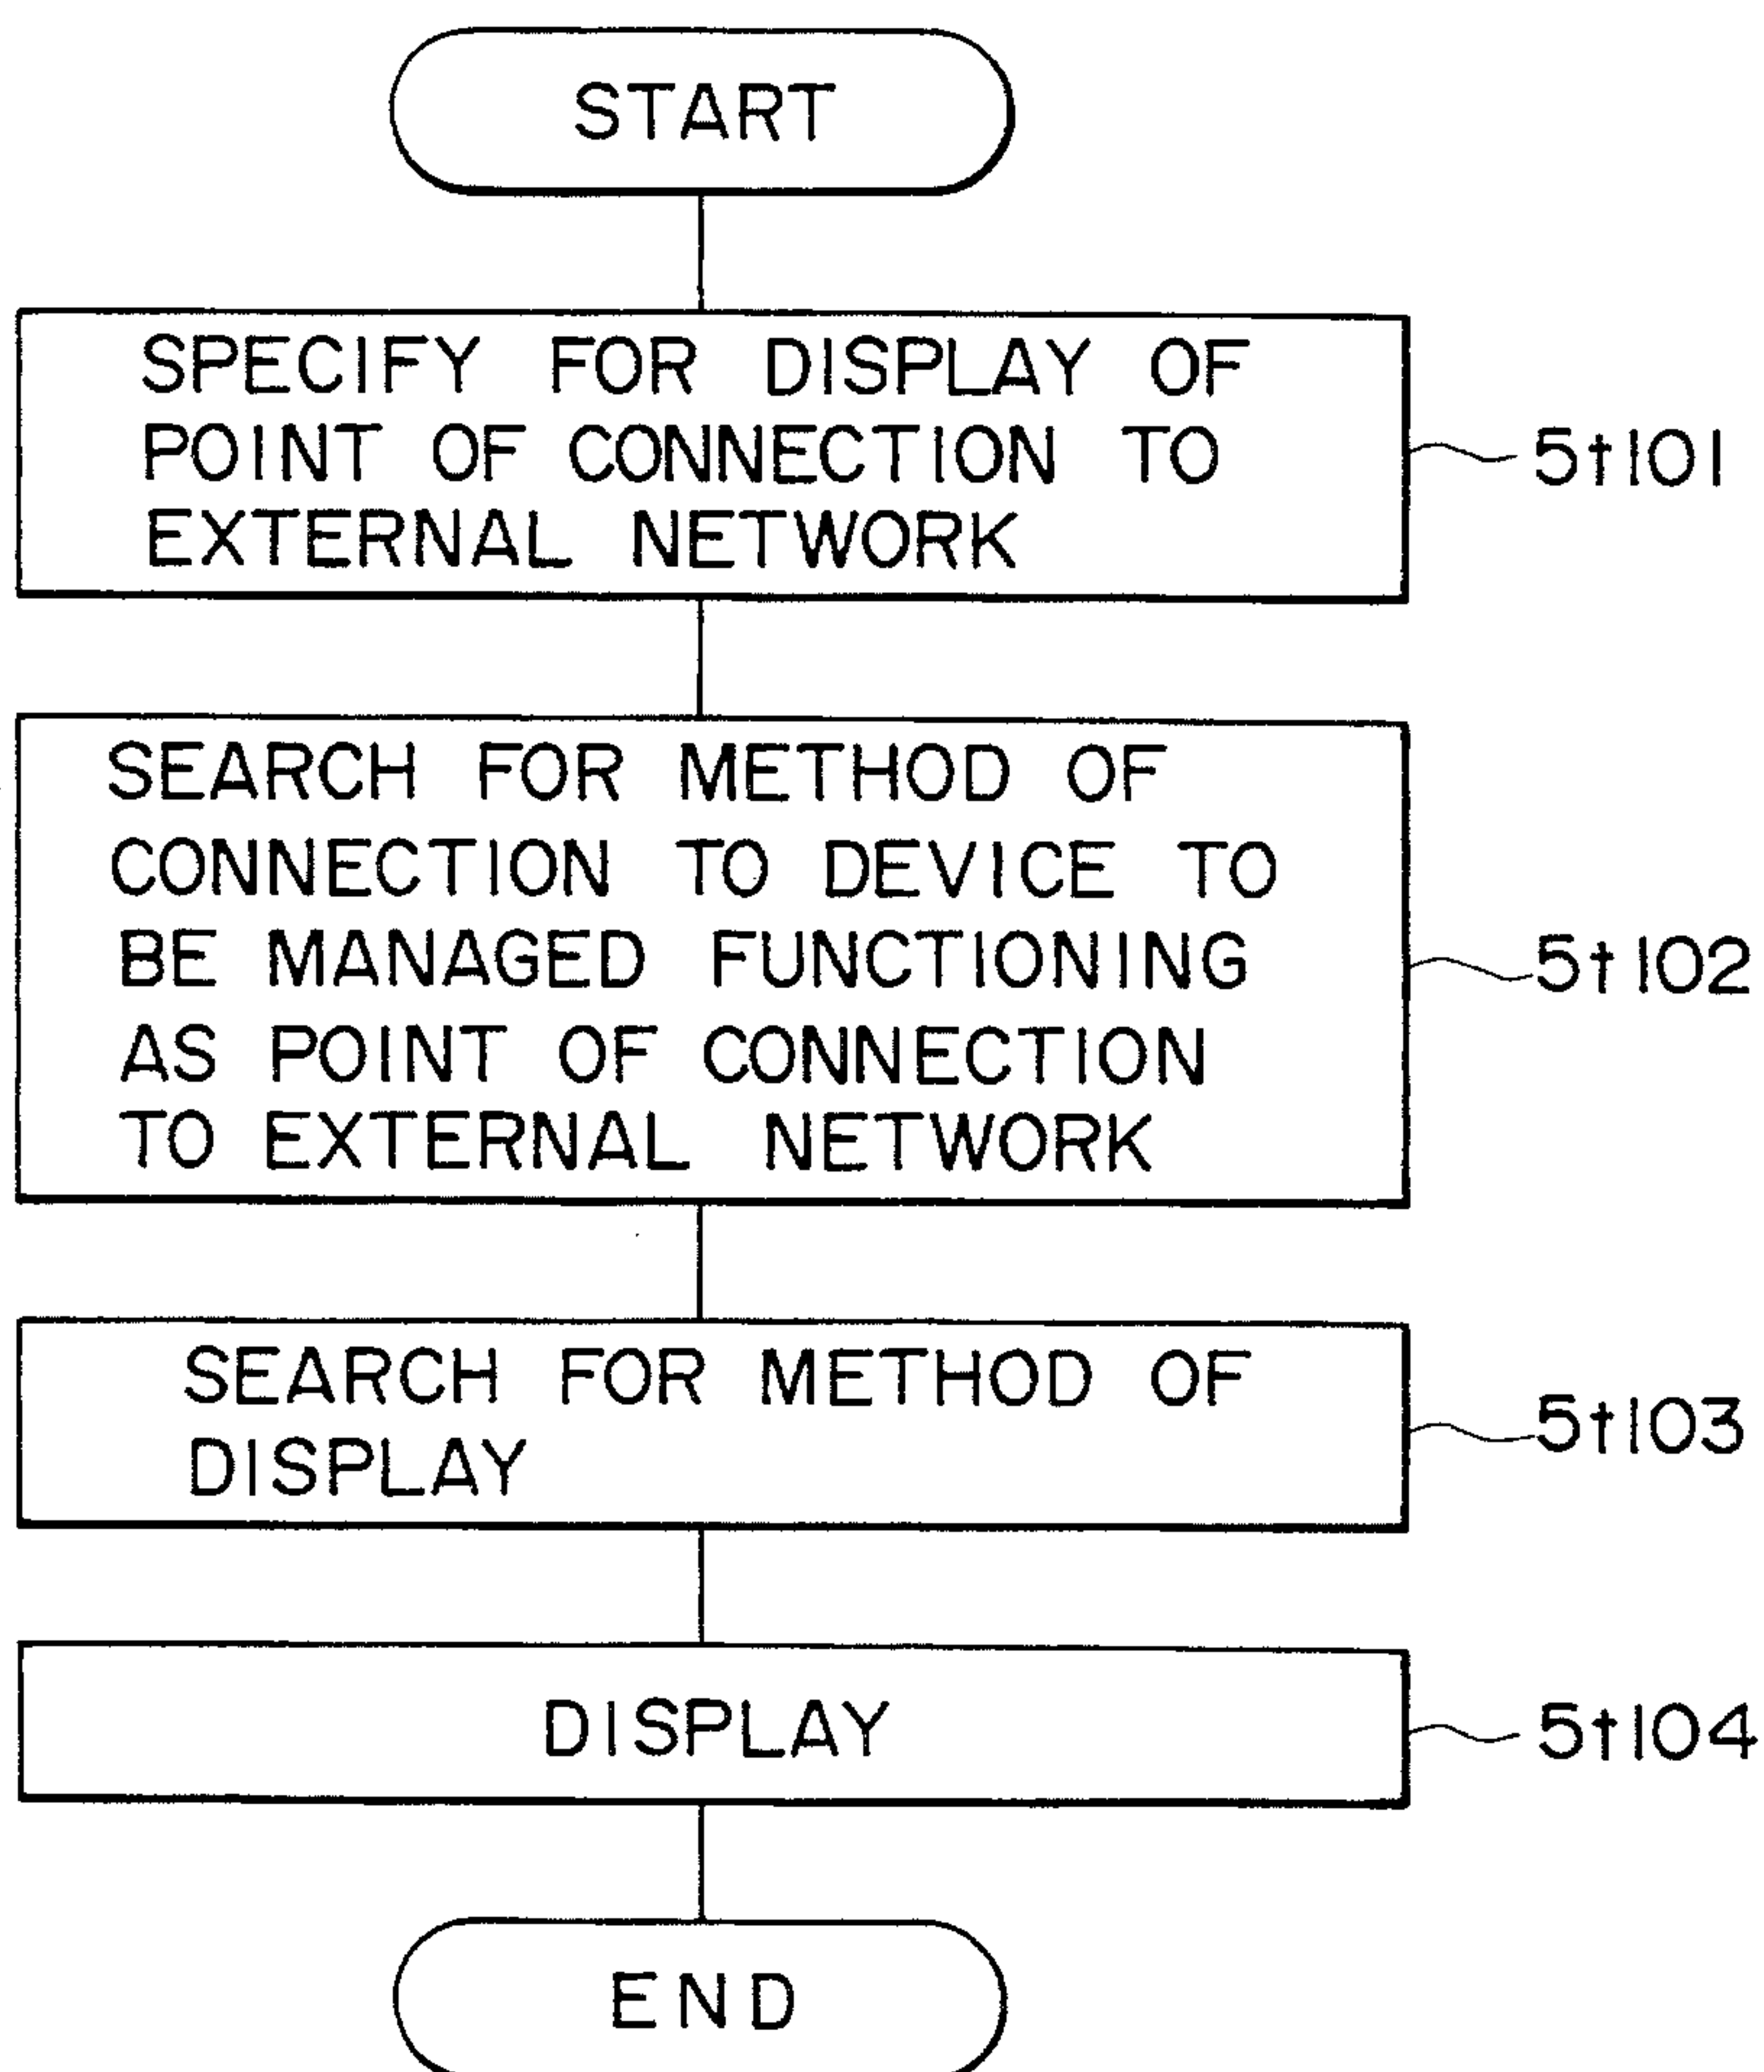 START
SPECIFY FOR DISPLAY OF
POINT OF CONNECTION TO
EXTERNAL NETWORK
5t101
SEARCH FOR METHOD OF
CONNECTION TO DEVICE TO
BE MANAGED FUNCTIONING
AS POINT OF CONNECTION
TO EXTERNAL NETWORK
5t102
SEARCH FOR METHOD OF
DISPLAY
5t103
DISPLAY
5t104
END